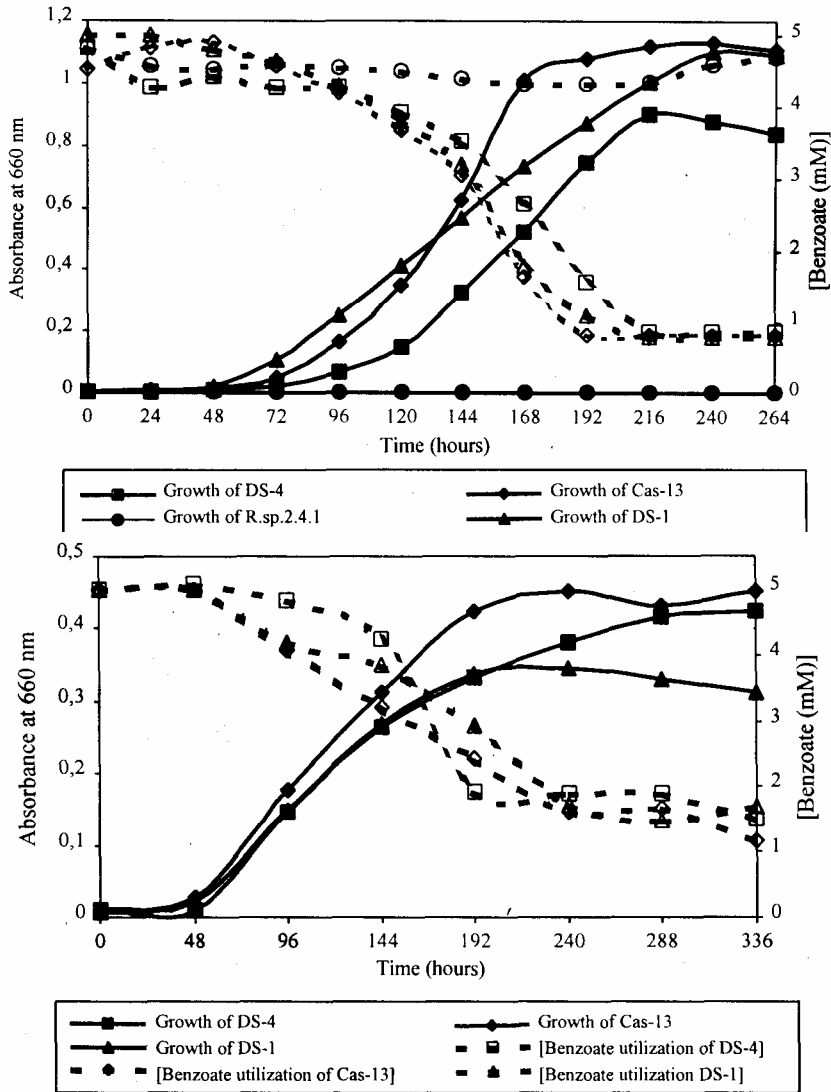 1,2
1
0,8
0,6
0,4
0,2
0
5
4
3
2
1
0
Absorbance at 660 nm
[Benzoate (mM)]
0 24 48 72 96 120 144 168 192 216 240 264
Time (hours)
Growth of DS-4 Growth of Cas-13
Growth of R.sp.2.4.1 Growth of DS-1
0,5
0,4
0,3
0,2
0,1
0
5
4
3
2
1
0
Absorbance at 660 nm
[Benzoate (mM)]
0 48 96 144 192 240 288 336
Time (hours)
Growth of DS-4 Growth of Cas-13
Growth of DS-1 [Benzoate utilization of DS-4]
[Benzoate utilization of Cas-13] [Benzoate utilization DS-1]